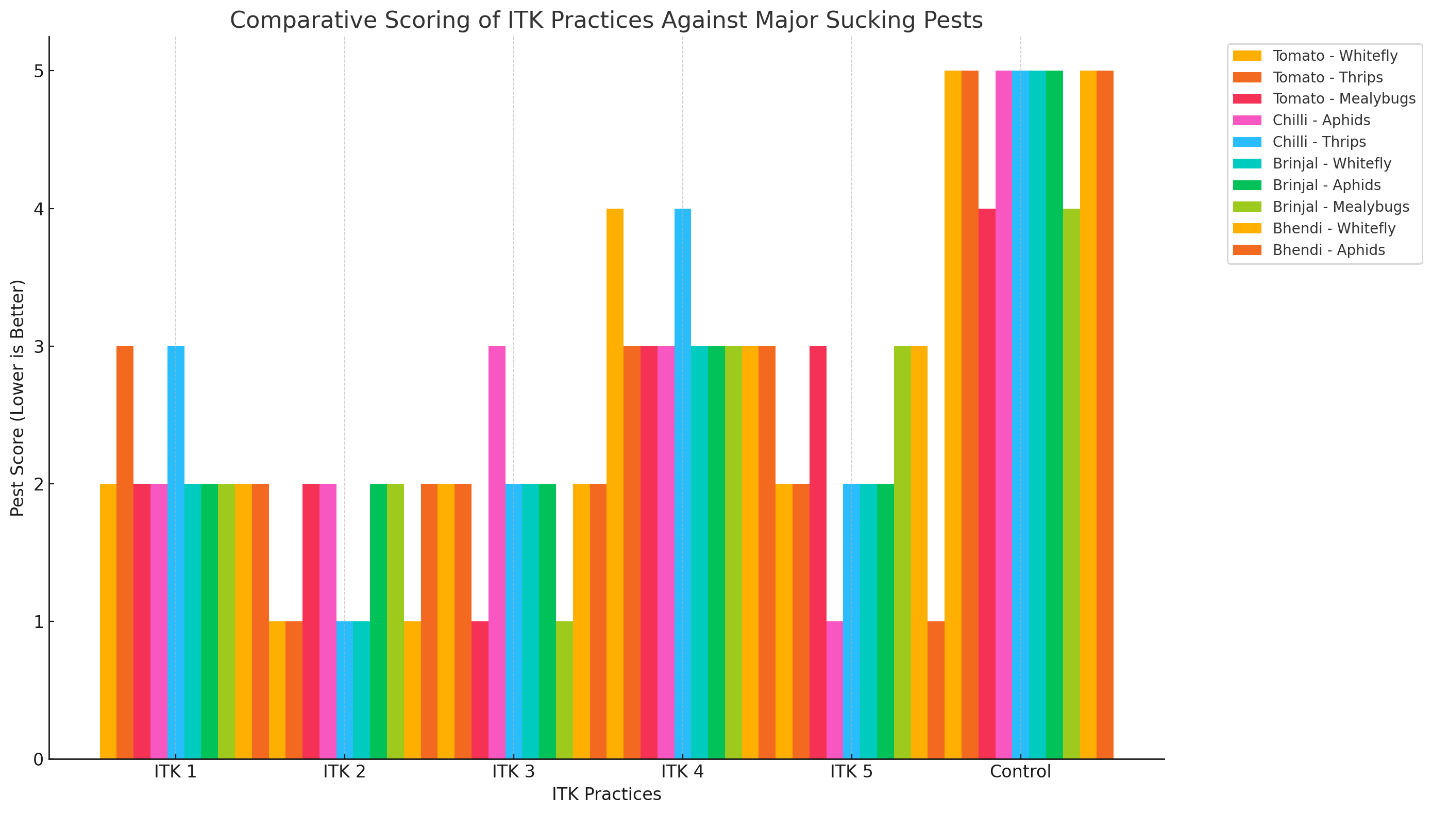 Comparative Scoring of ITK Practices Against Major Sucking Pests
Pest Score (Lower is Better)
5
4
3
2
1
0
ITK 1
ITK 2
ITK 3
ITK 4
ITK 5
Control
ITK Practices
Tomato - Whitefly
Tomato - Thrips
Tomato - Mealybugs
Chilli - Aphids
Chilli - Thrips
Brinjal - Whitefly
Brinjal - Aphids
Brinjal - Mealybugs
Bhendi - Whitefly
Bhendi - Aphids